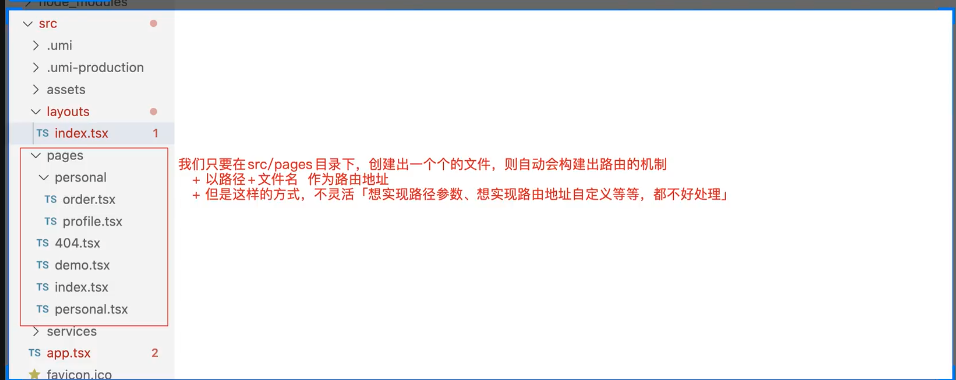 node_modules
src
.umi
.umi-production
assets
layouts
TS index.tsx 1
pages
personal
TS order.tsx
TS profile.tsx
TS 404.tsx
TS demo.tsx
TS index.tsx
TS personal.tsx
services
TS app.tsx 2
favicon.ico
我们只要在src/pages目录下，创建出一个个的文件，则自动会构建出路由的机制
+ 以路径+文件名 作为路由地址
+ 但是这样的方式，不灵活「想实现路径参数、想实现路由地址自定义等等，都不好处理」